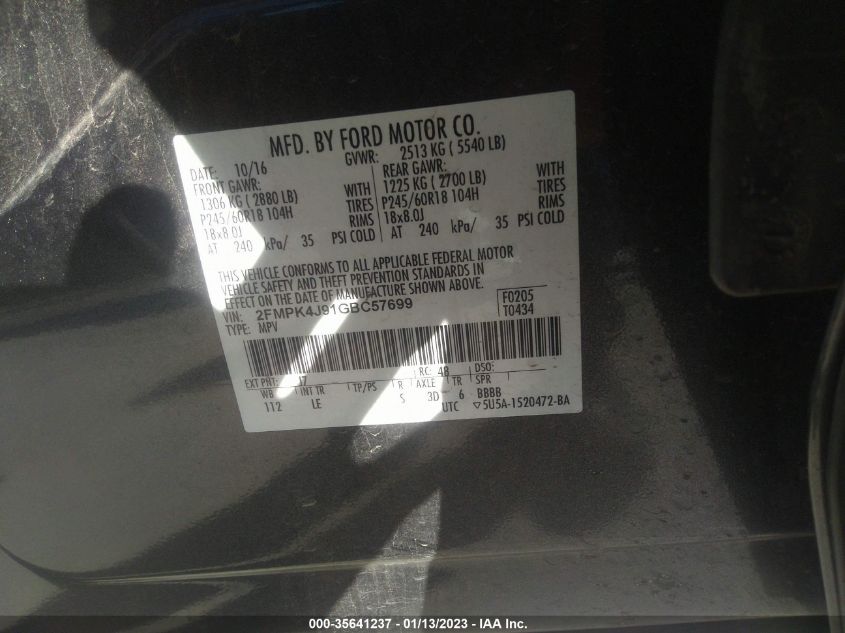 MFD. BY FORD MOTOR CO.
DATE: 10/16 GVWR: 2513 KG ( 5540 LB)
FRONT GAWR: REAR GAWR:
1306 KG ( 2880 LB) WITH 1225 KG ( 2700 LB) WITH
P245/60R18 104H TIRES P245/60R18 104H TIRES
18x8.0J RIMS 18x8.0J RIMS
AT 240 kPa/ 35 PSI COLD AT 240 kPa/ 35 PSI COLD
THIS VEHICLE CONFORMS TO ALL APPLICABLE FEDERAL MOTOR
VEHICLE SAFETY AND THEFT PREVENTION STANDARDS IN
EFFECT ON THE DATE OF MANUFACTURE SHOWN ABOVE.
VIN: 2FMPK4J91GBC57699 F0205
TYPE: MPV T0434
EXT PNT: RC: 48 DSO:
WB INT TR TP/PS R AXLE TR SPR
112 LE S 3D 6 BBBB
UTC ▽5U5A-1520472-BA
000-35641237 - 01/13/2023 - IAA Inc.